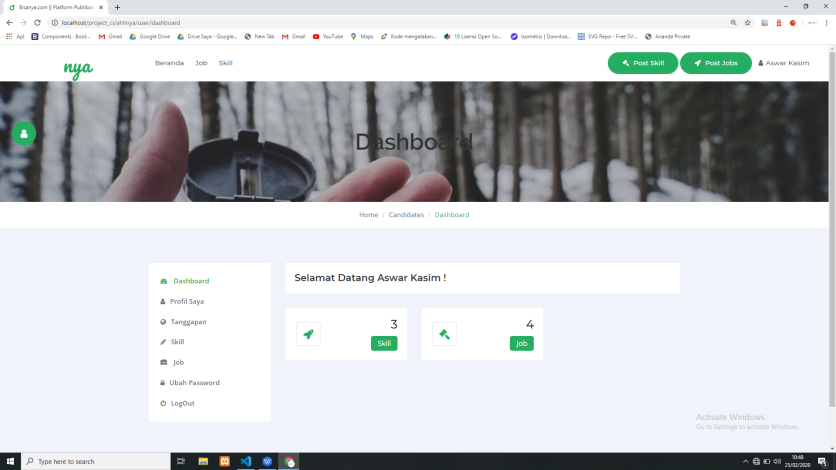 Bisanya.com || Platform Publikasi
localhost/project_ci/ahlinya/user/dashboard
Apl
Components · Boot...
Gmail
Google Drive
Drive Saya - Google...
New Tab
Gmail
YouTube
Maps
Kode mengatakan...
10 Lisensi Open So...
Isometric | Downloa...
SVG Repo - Free SV...
Ananda Private
nya
Beranda
Job
Skill
Post Skill
Post Jobs
Aswar Kasim
Dashboard
Home / Candidates / Dashboard
Dashboard
Profil Saya
Tanggapan
Skill
Job
Ubah Password
LogOut
Selamat Datang Aswar Kasim !
3
Skill
4
Job
Activate Windows
Go to Settings to activate Windows.
Type here to search
10:48
25/02/2020